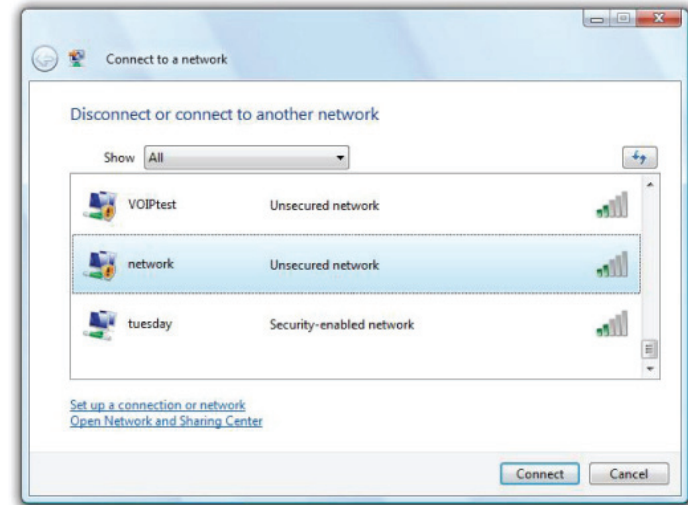 Connect to a network
Disconnect or connect to another network
Show All
VOIPtest Unsecured network
network Unsecured network
tuesday Security-enabled network
Set up a connection or network
Open Network and Sharing Center
Connect Cancel